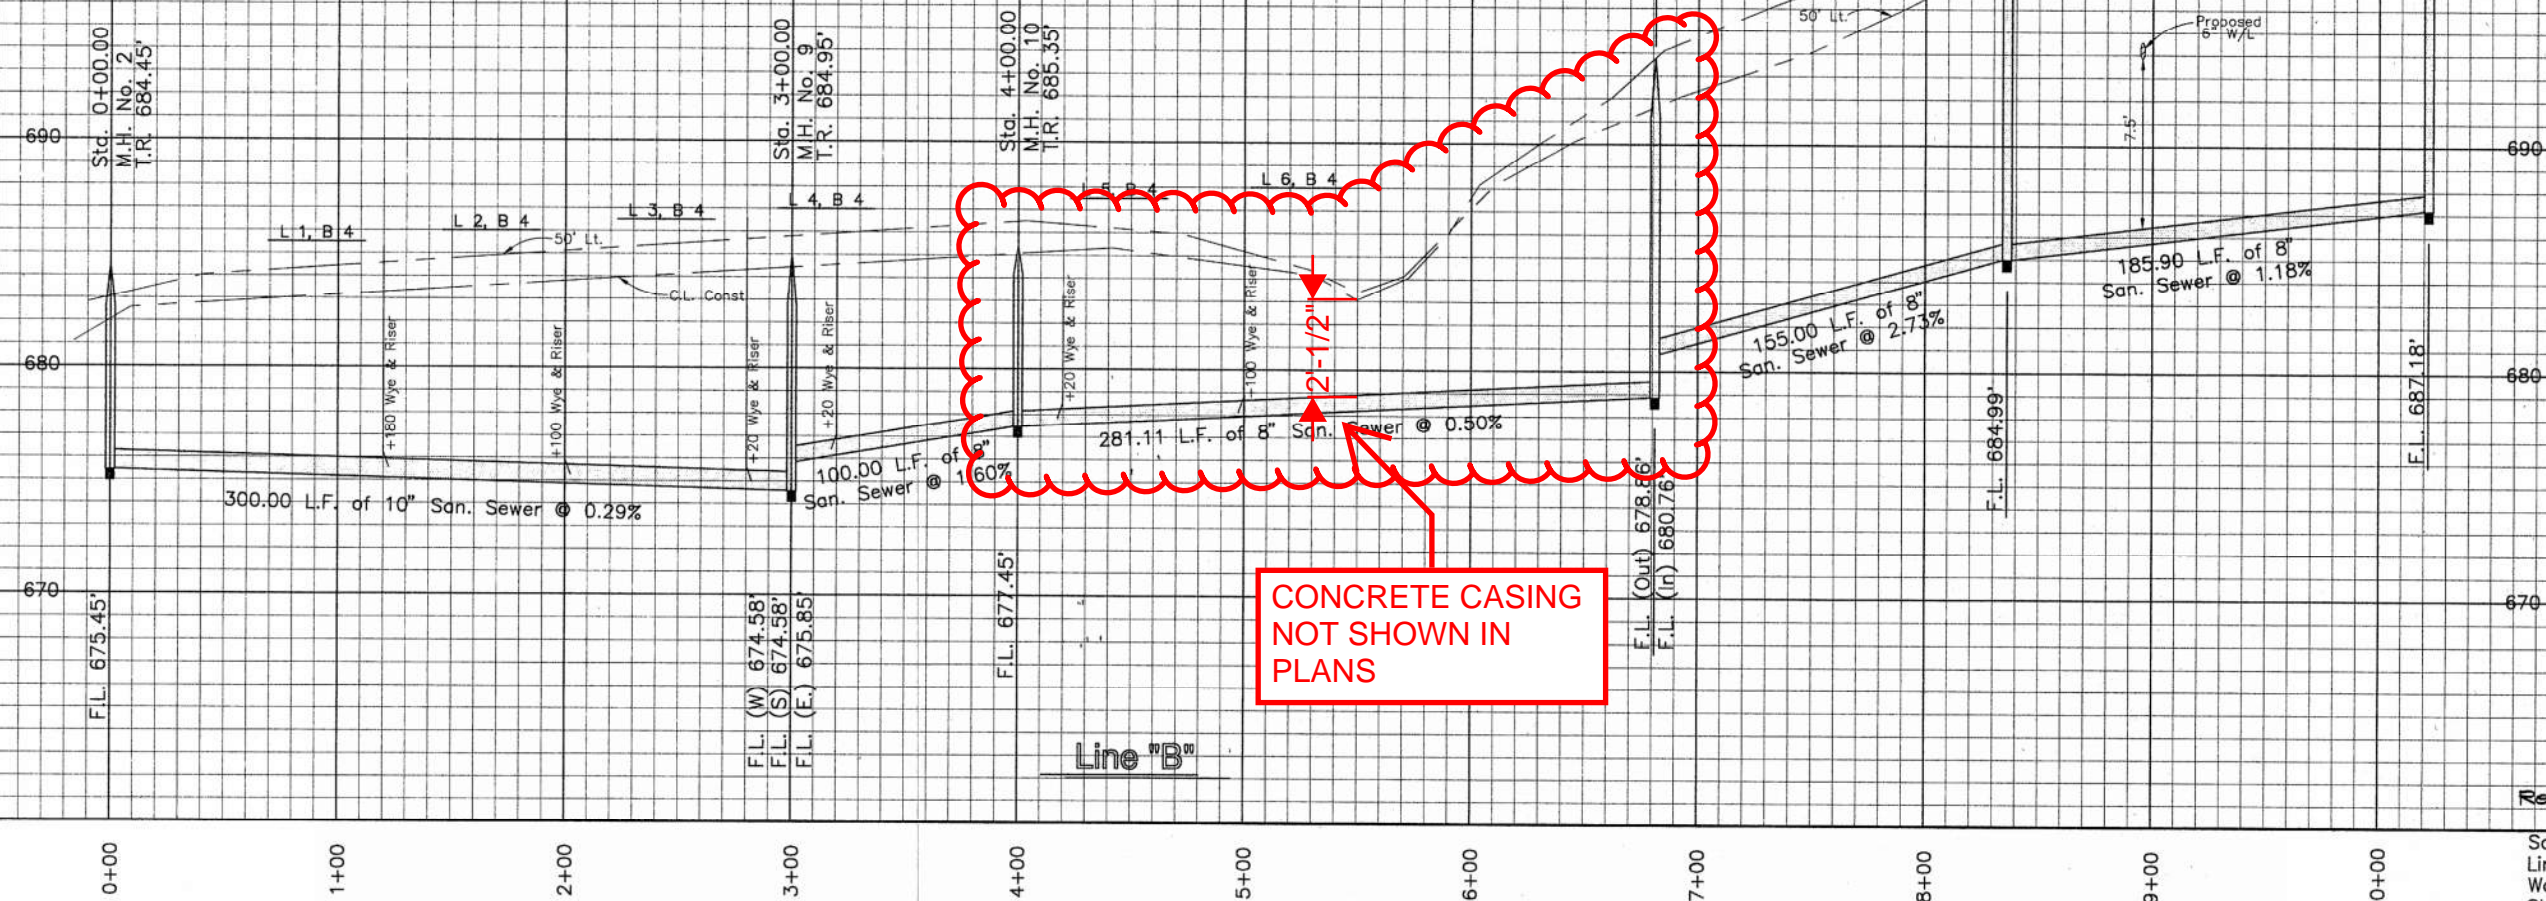 Sta. 0+00.00
M.H. No. 2
T.R. 684.45'
Sta. 3+00.00
M.H. No. 9
T.R. 684.95'
Sta. 4+00.00
M.H. No. 10
T.R. 685.35'
50' Lt.
Proposed
6" W/L
7.5'
690
690
L 1, B 4
L 2, B 4
L 3, B 4
L 4, B 4
L 5, B 4
L 6, B 4
50' Lt.
C.L. Const
680
680
+180 Wye & Riser
+100 Wye & Riser
+20 Wye & Riser
+20 Wye & Riser
+20 Wye & Riser
+100 Wye & Riser
2'-1/2"
300.00 L.F. of 10" San. Sewer @ 0.29%
100.00 L.F. of 8"
San. Sewer @ 1.60%
281.11 L.F. of 8" San. Sewer @ 0.50%
155.00 L.F. of 8"
San. Sewer @ 2.73%
185.90 L.F. of 8"
San. Sewer @ 1.18%
670
670
F.L. 675.45'
F.L. (W) 674.58'
F.L. (S) 674.58'
F.L. (E.) 675.85'
F.L. 677.45'
F.L. (Out) 678.86'
F.L. (In) 680.76'
F.L. 684.99'
F.L. 687.18'
CONCRETE CASING
NOT SHOWN IN
PLANS
Line "B"
0+00
1+00
2+00
3+00
4+00
5+00
6+00
7+00
8+00
9+00
0+00